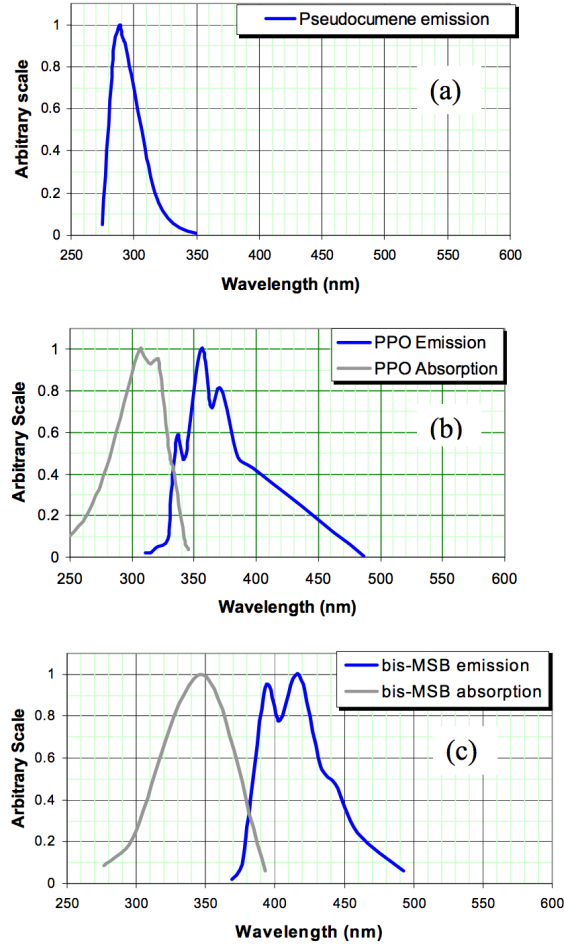 Pseudocumene emission
(a)
Arbitrary scale
1
0.8
0.6
0.4
0.2
0
250 300 350 400 450 500 550 600
Wavelength (nm)
PPO Emission
PPO Absorption
(b)
Arbitrary Scale
1
0.8
0.6
0.4
0.2
0
250 300 350 400 450 500 550 600
Wavelength (nm)
bis-MSB emission
bis-MSB absorption
(c)
Arbitrary Scale
1
0.8
0.6
0.4
0.2
0
250 300 350 400 450 500 550 600
Wavelength (nm)